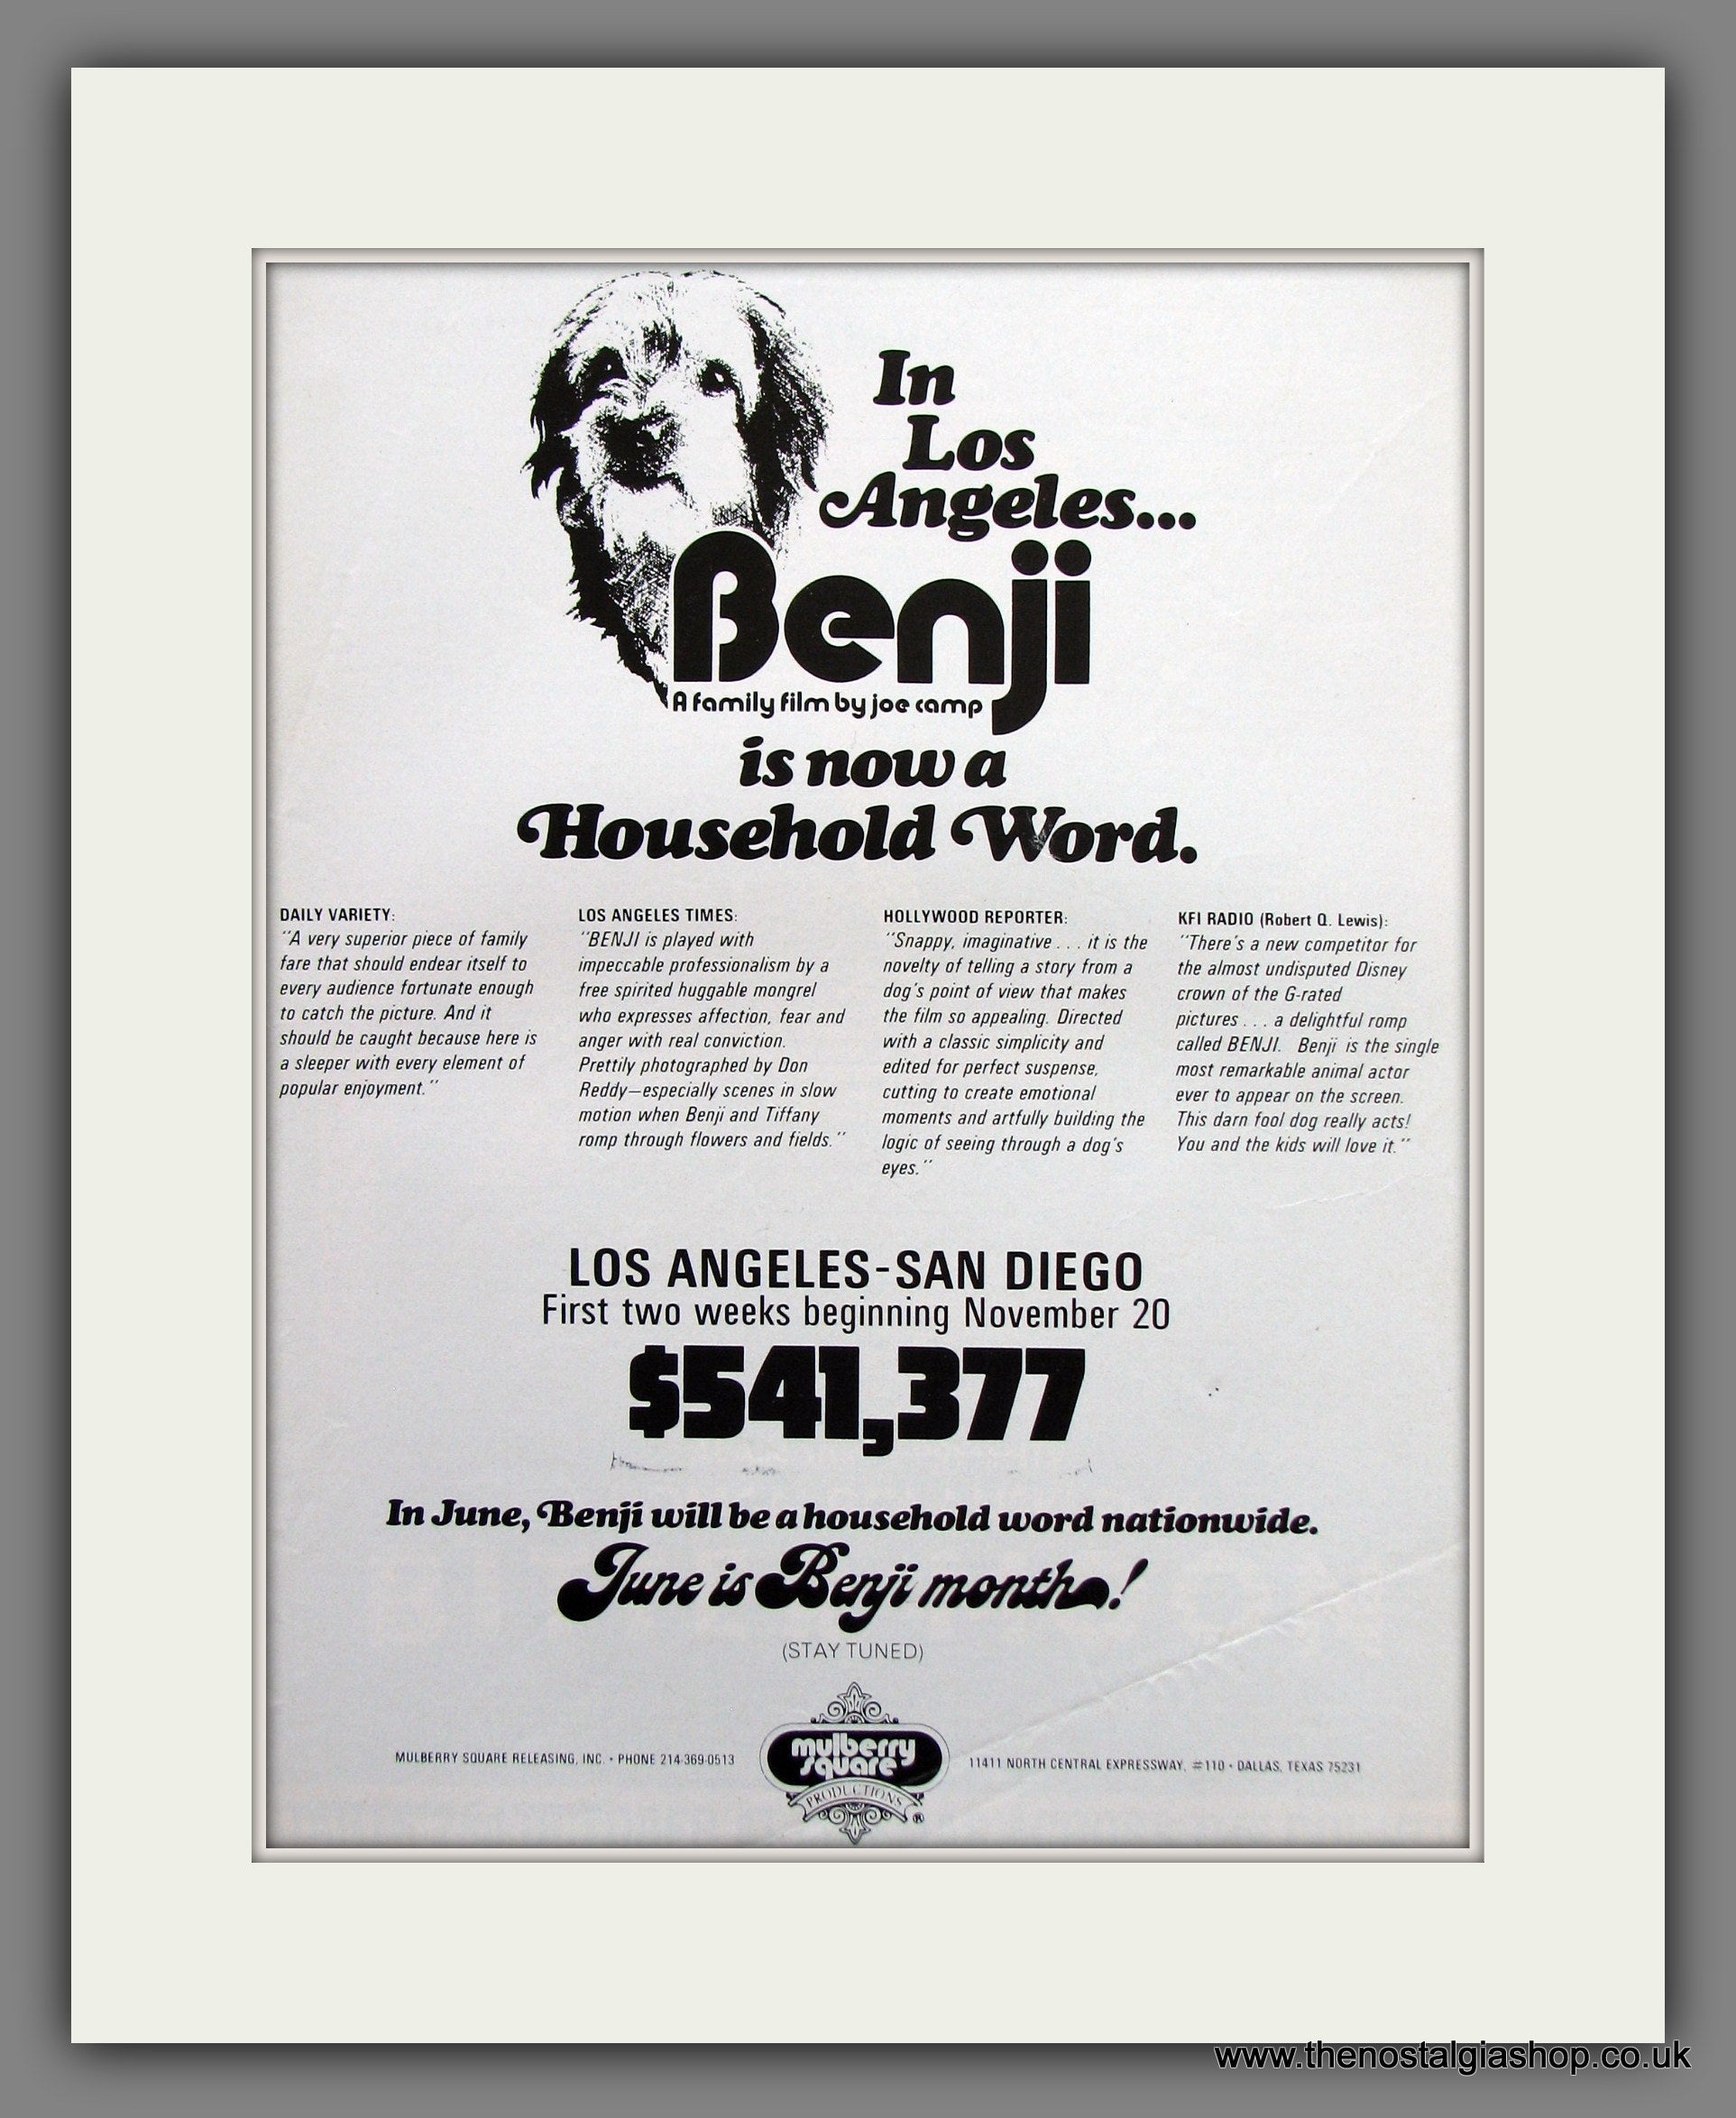 In
Los
Angeles...
Benji
A family film by joe camp
is now a
Household Word.
DAILY VARIETY:
"A very superior piece of family
fare that should endear itself to
every audience fortunate enough
to catch the picture. And it
should be caught because here is
a sleeper with every element of
popular enjoyment."
LOS ANGELES TIMES:
"BENJI is played with
impeccable professionalism by a
free spirited huggable mongrel
who expresses affection, fear and
anger with real conviction.
Prettily photographed by Don
Reddy—especially scenes in slow
motion when Benji and Tiffany
romp through flowers and fields."
HOLLYWOOD REPORTER:
"Snappy, imaginative . . . it is the
novelty of telling a story from a
dog's point of view that makes
the film so appealing. Directed
with a classic simplicity and
edited for perfect suspense,
cutting to create emotional
moments and artfully building the
logic of seeing through a dog's
eyes."
KFI RADIO (Robert Q. Lewis):
"There's a new competitor for
the almost undisputed Disney
crown of the G-rated
pictures . . . a delightful romp
called BENJI. Benji is the single
most remarkable animal actor
ever to appear on the screen.
This darn fool dog really acts!
You and the kids will love it."
LOS ANGELES-SAN DIEGO
First two weeks beginning November 20
$541,377
In June, Benji will be a household word nationwide.
June is Benji month!
(STAY TUNED)
MULBERRY SQUARE RELEASING, INC. • PHONE 214-369-0513
mulberry
square
PRODUCTIONS
®
11411 NORTH CENTRAL EXPRESSWAY, #110 • DALLAS, TEXAS 75231
www.thenostalgiashop.co.uk